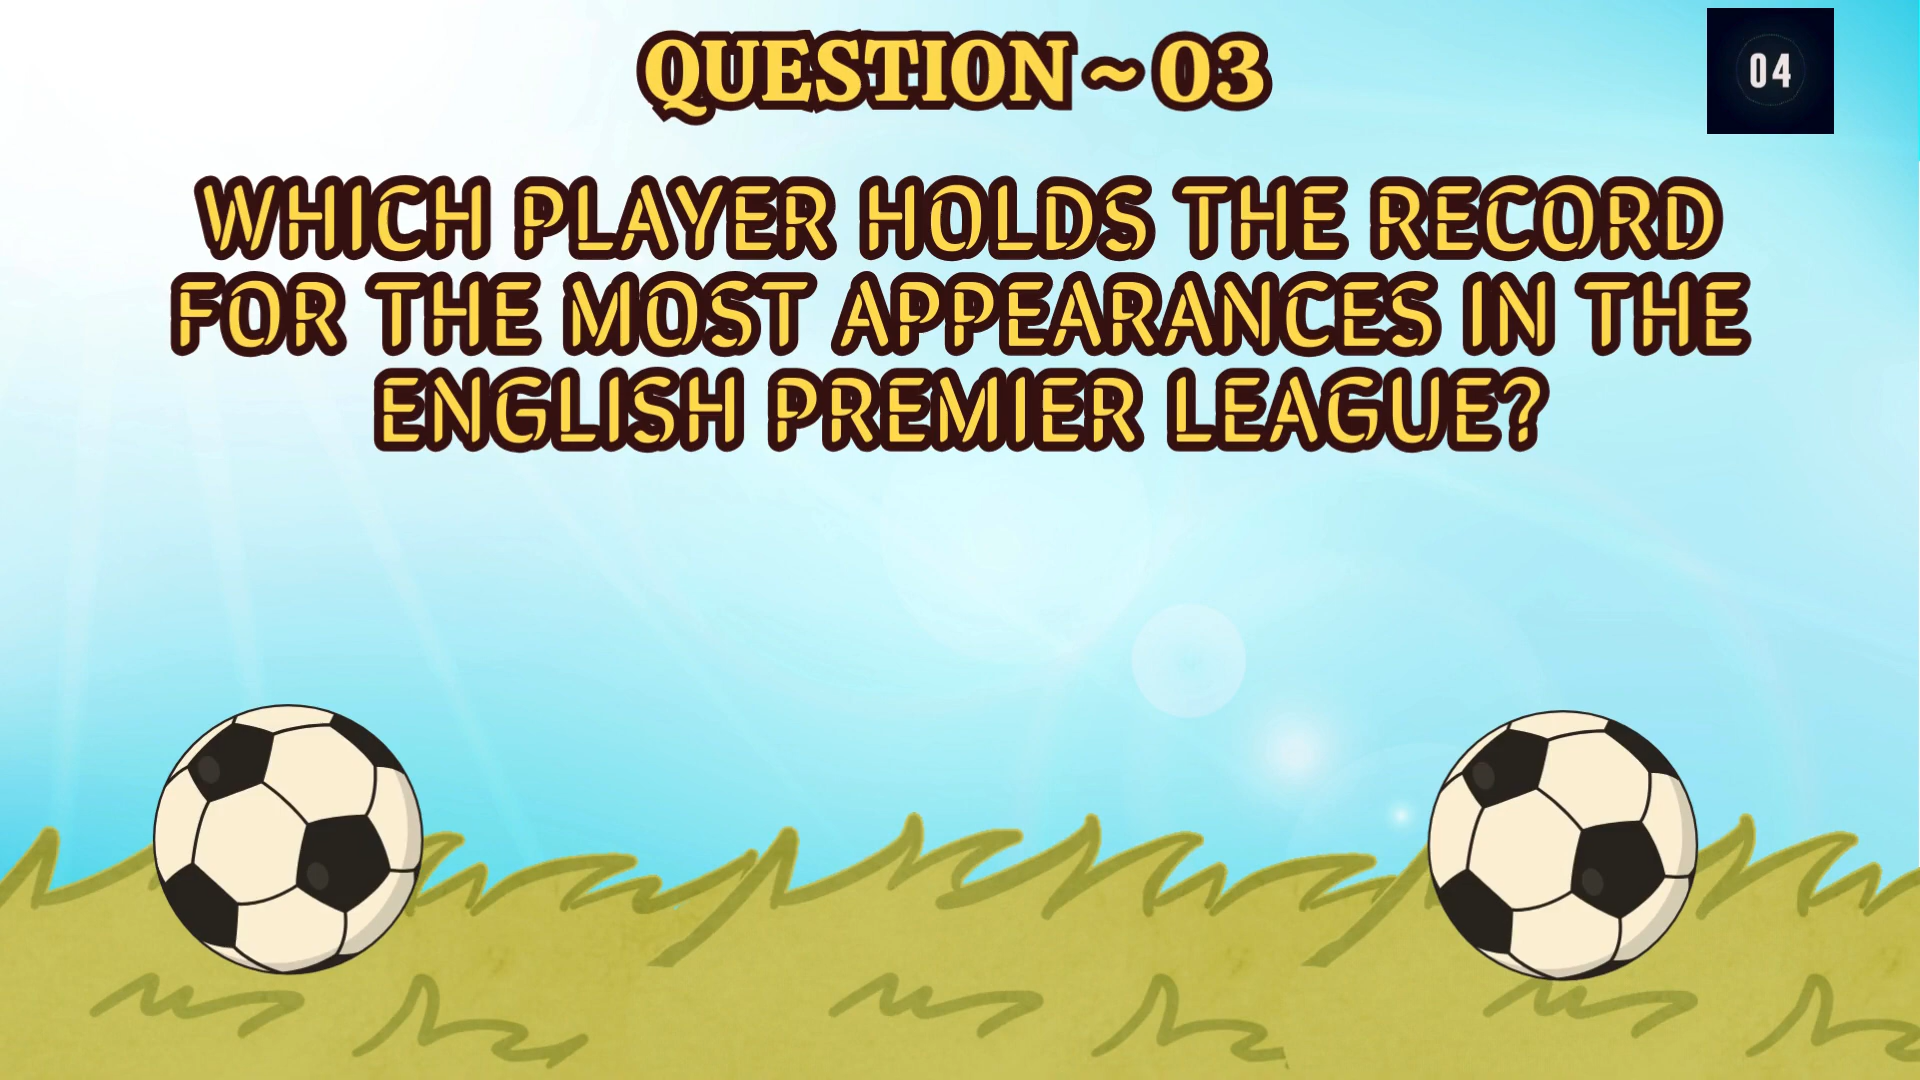 QUESTION ~ 03
04
WHICH PLAYER HOLDS THE RECORD
FOR THE MOST APPEARANCES IN THE
ENGLISH PREMIER LEAGUE?